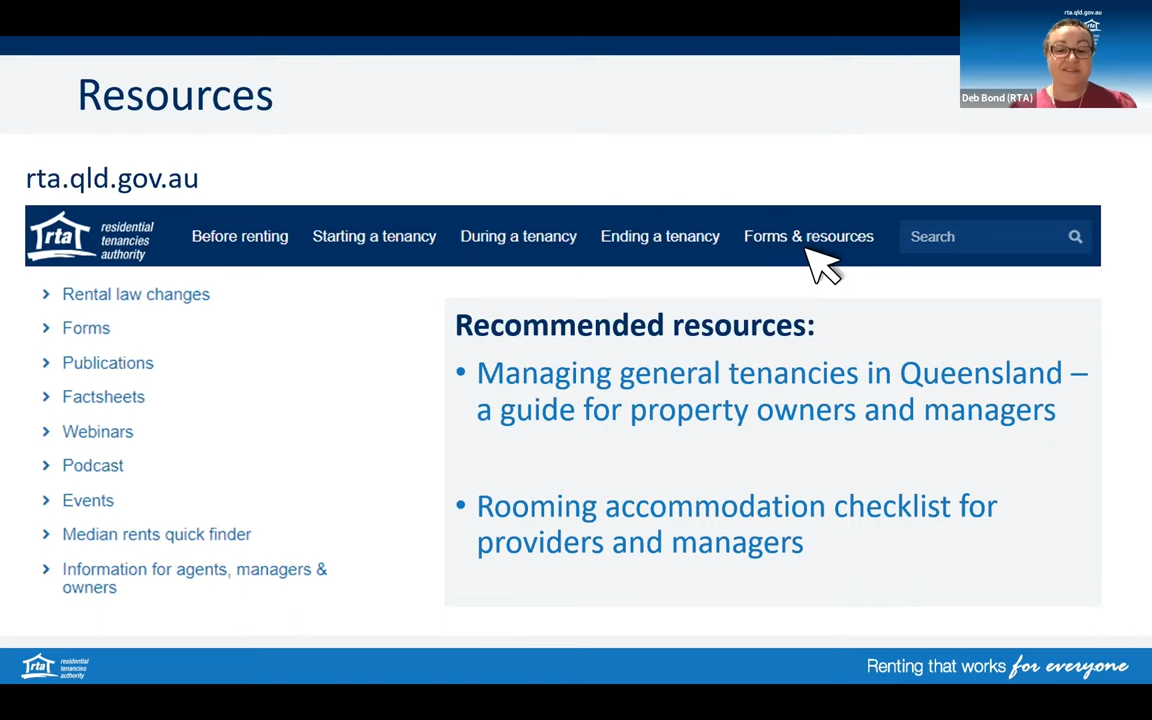 rta.qld.gov.au
rta
Deb Bond (RTA)
Resources
rta.qld.gov.au
rta
residential
tenancies
authority
Before renting
Starting a tenancy
During a tenancy
Ending a tenancy
Forms & resources
Search
Rental law changes
Forms
Publications
Factsheets
Webinars
Podcast
Events
Median rents quick finder
Information for agents, managers &
owners
Recommended resources:
• Managing general tenancies in Queensland –
a guide for property owners and managers
• Rooming accommodation checklist for
providers and managers
rta
residential
tenancies
authority
Renting that works for everyone